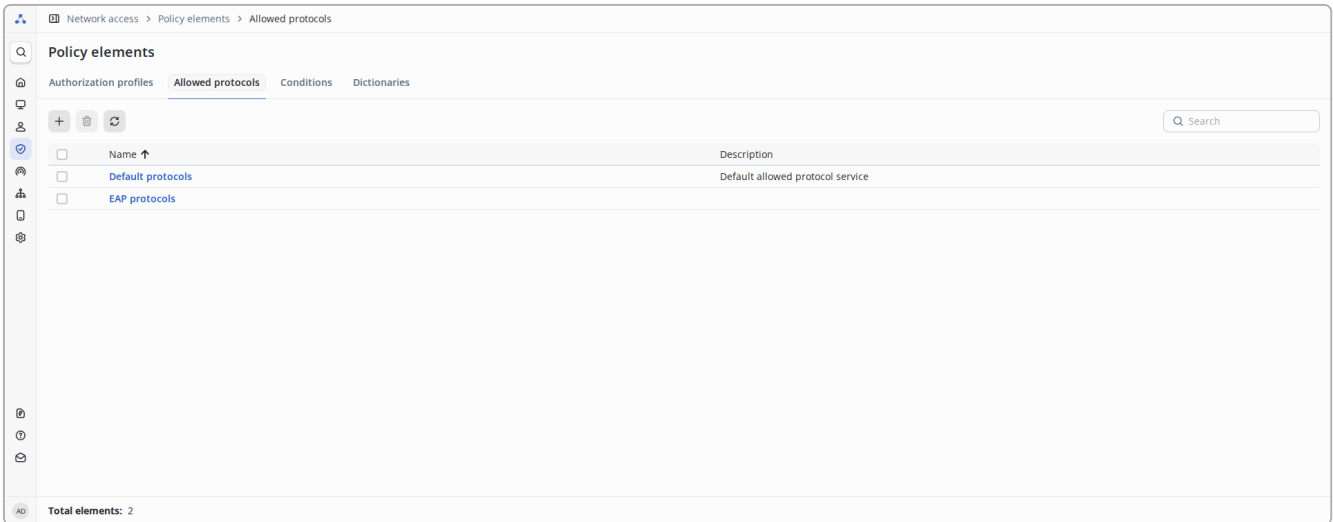 Network access > Policy elements > Allowed protocols
Policy elements
Authorization profiles Allowed protocols Conditions Dictionaries
Search
Name Description
Default protocols Default allowed protocol service
EAP protocols
AD Total elements: 2